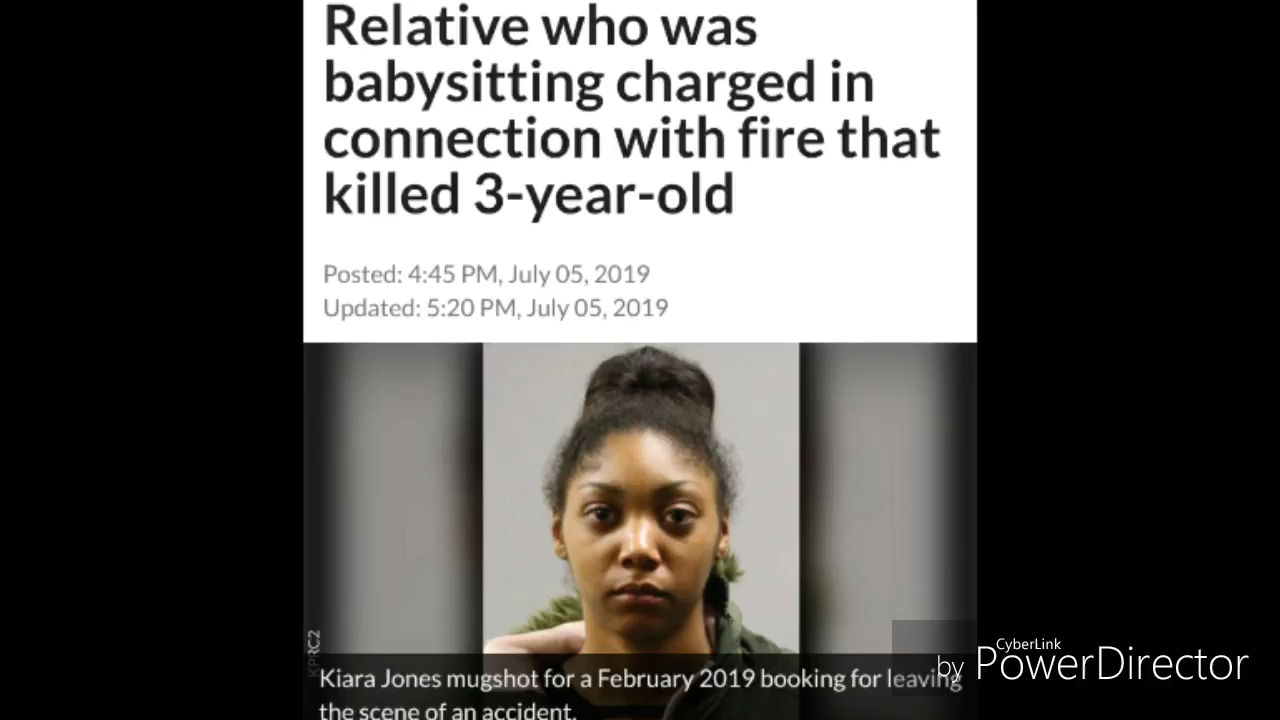 Relative who was
babysitting charged in
connection with fire that
killed 3-year-old
Posted: 4:45 PM, July 05, 2019
Updated: 5:20 PM, July 05, 2019
KPRC2
Kiara Jones mugshot for a February 2019 booking for leaving
the scene of an accident.
CyberLink
by PowerDirector